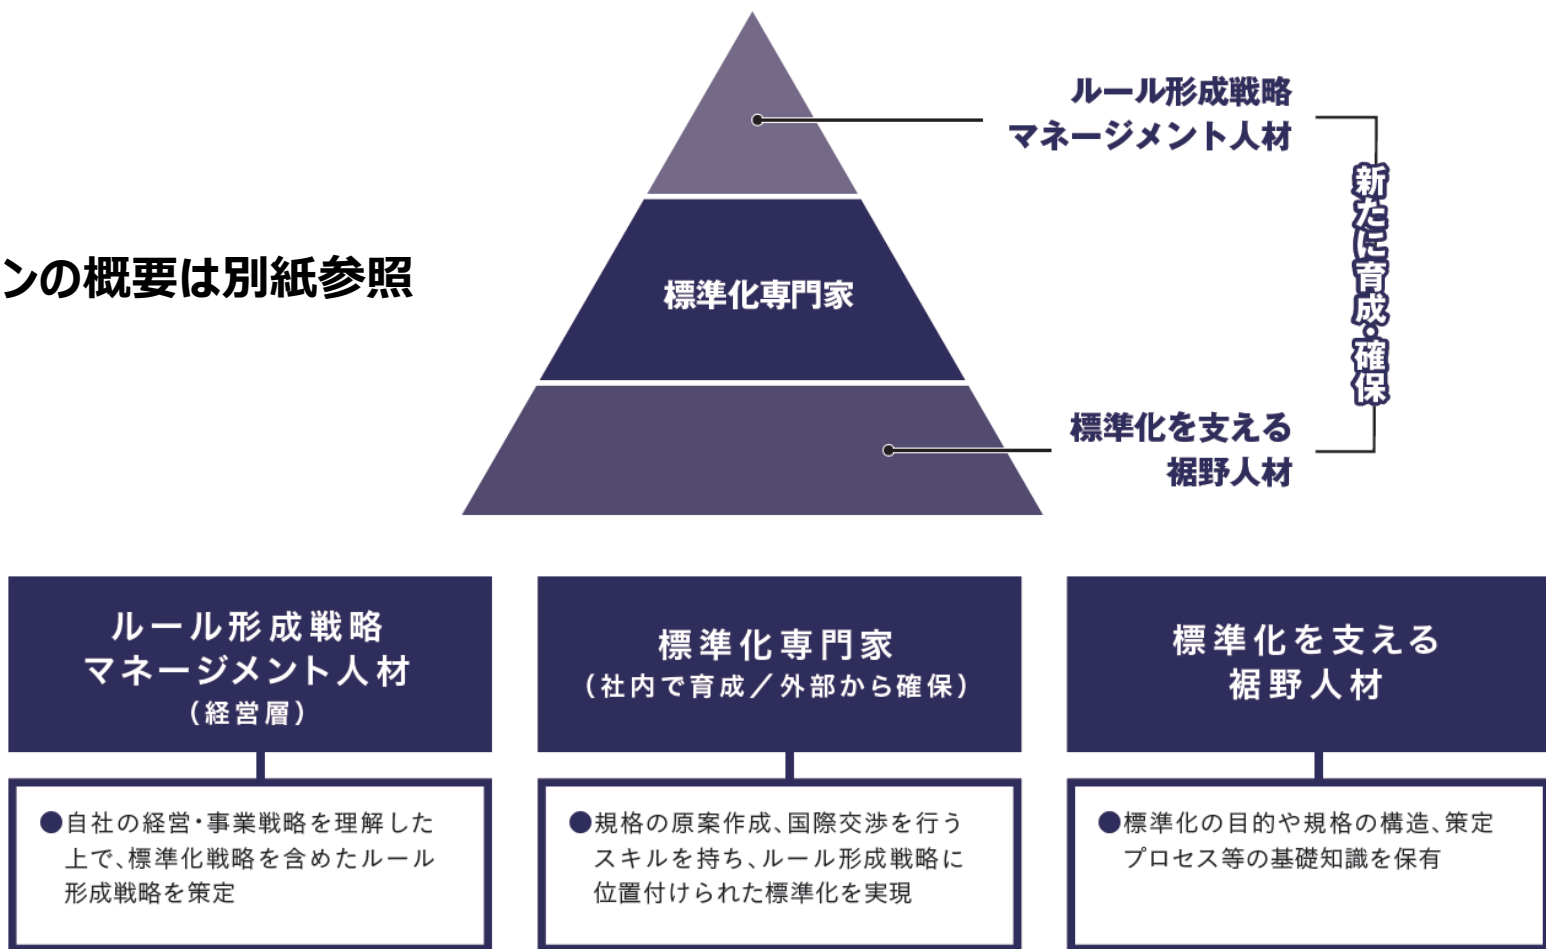 ルール形成戦略
マネージメント人材
新たに育成・確保
ンの概要は別紙参照
標準化専門家
標準化を支える
裾野人材
ルール形成戦略
マネージメント人材
（経営層）
●自社の経営・事業戦略を理解した
上で、標準化戦略を含めたルール
形成戦略を策定
標準化専門家
（社内で育成／外部から確保）
●規格の原案作成、国際交渉を行う
スキルを持ち、ルール形成戦略に
位置付けられた標準化を実現
標準化を支える
裾野人材
●標準化の目的や規格の構造、策定
プロセス等の基礎知識を保有